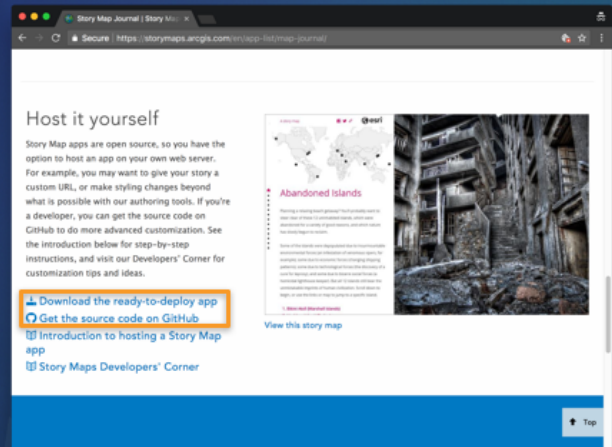 Story Map Journal | Story Ma
Secure | https://storymaps.arcgis.com/en/app-list/map-journal/
Host it yourself
Story Map apps are open source, so you have the
option to host an app on your own web server.
For example, you may want to give your story a
custom URL, or make styling changes beyond
what is possible with our authoring tools. If you're
a developer, you can get the source code on
GitHub to do more advanced customization. See
the introduction below for step-by-step
instructions, and visit our Developers' Corner for
customization tips and ideas.
Download the ready-to-deploy app
Get the source code on GitHub
Introduction to hosting a Story Map
app
Story Maps Developers' Corner
esri
Abandoned Islands
View this story map
Top